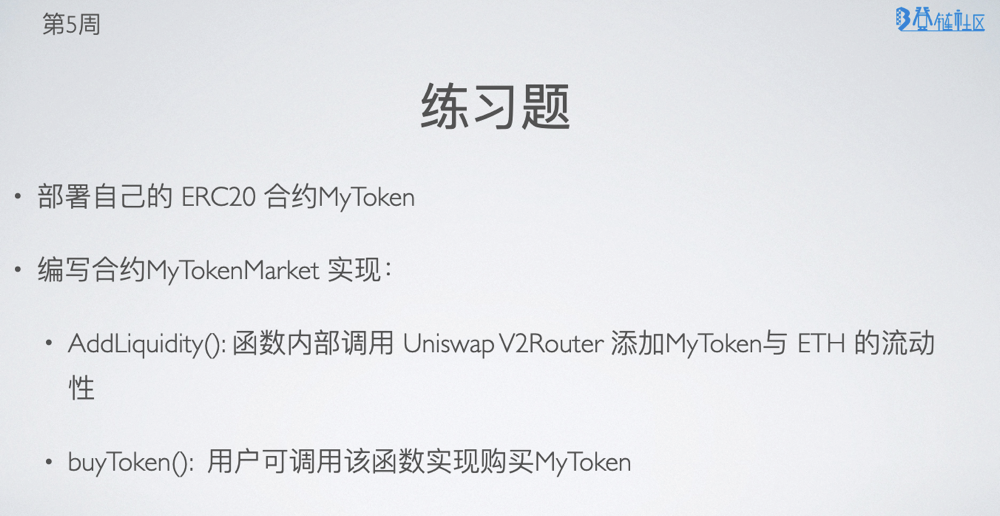 第5周
登链社区
练习题
• 部署自己的 ERC20 合约MyToken
• 编写合约MyTokenMarket 实现：
• AddLiquidity(): 函数内部调用 Uniswap V2Router 添加MyToken与 ETH 的流动
性
• buyToken(): 用户可调用该函数实现购买MyToken